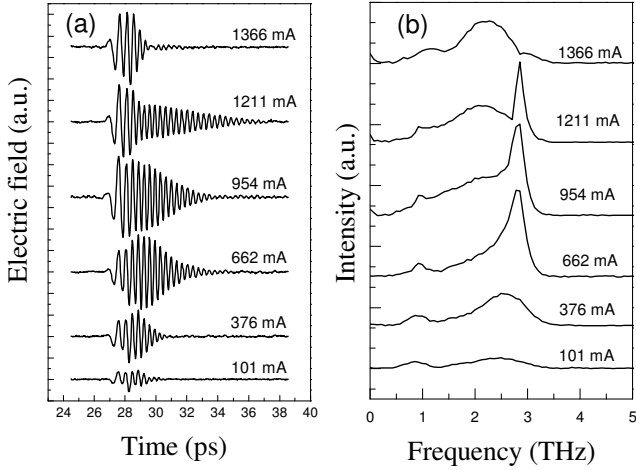 (a)
1366 mA
1211 mA
954 mA
662 mA
376 mA
101 mA
Electric field (a.u.)
24 26 28 30 32 34 36 38 40
Time (ps)
(b)
1366 mA
1211 mA
954 mA
662 mA
376 mA
101 mA
Intensity (a.u.)
0 1 2 3 4 5
Frequency (THz)